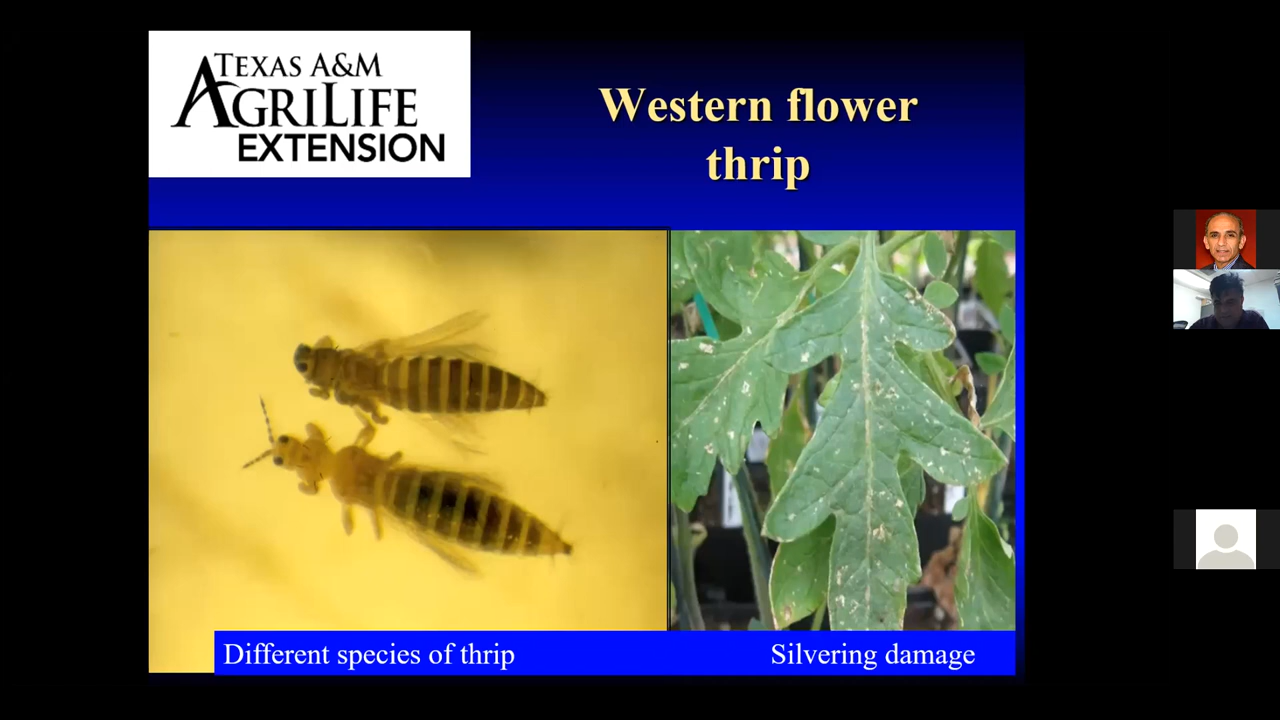 TEXAS A&M
AGRILIFE
EXTENSION
Western flower
thrip
Different species of thrip
Silvering damage